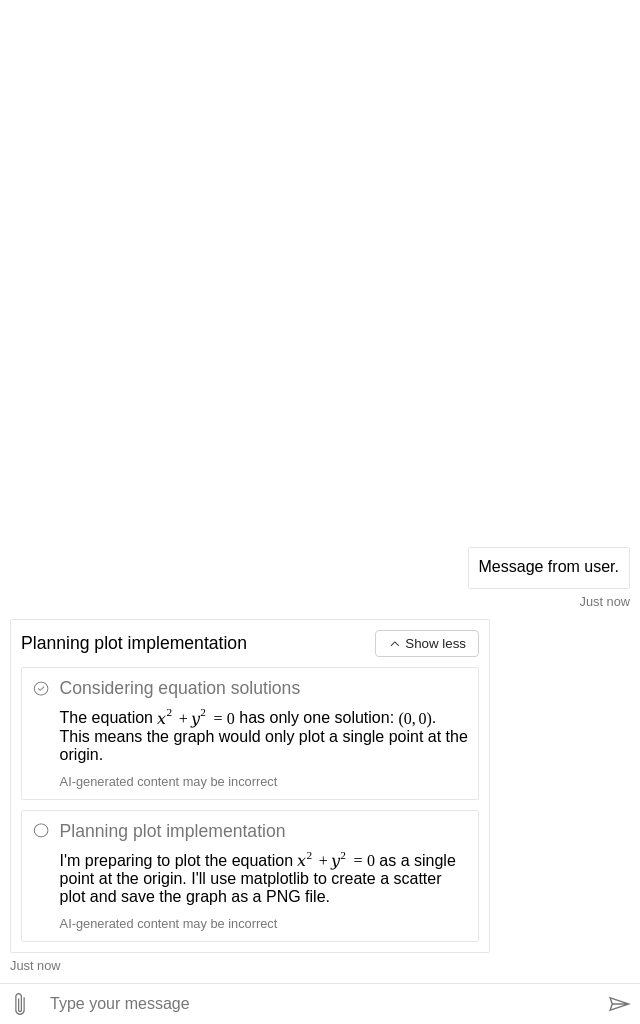 Message from user.
Just now
Planning plot implementation
Show less
Considering equation solutions
The equation x² + y² = 0 has only one solution: (0, 0).
This means the graph would only plot a single point at the
origin.
AI-generated content may be incorrect
Planning plot implementation
I'm preparing to plot the equation x² + y² = 0 as a single
point at the origin. I'll use matplotlib to create a scatter
plot and save the graph as a PNG file.
AI-generated content may be incorrect
Just now
Type your message